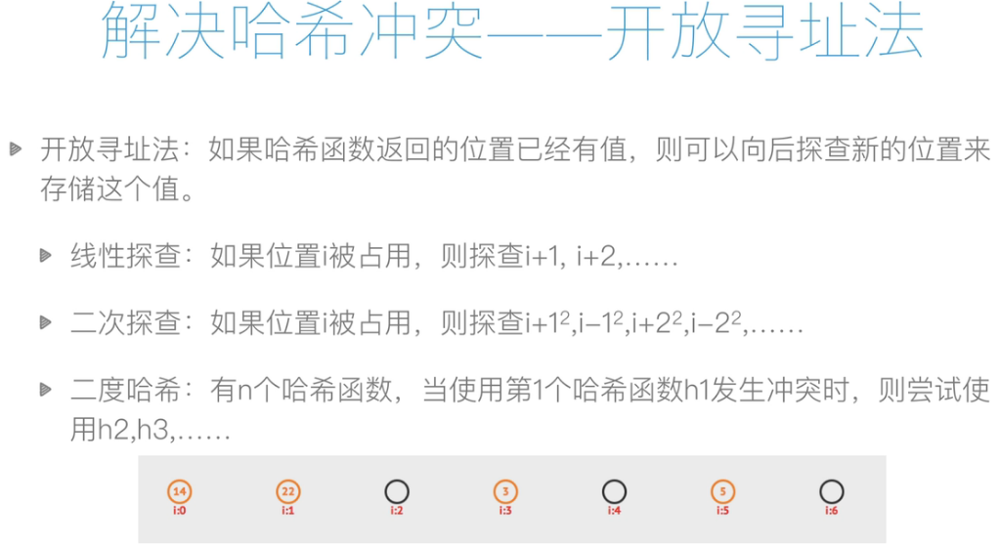 解决哈希冲突——开放寻址法
开放寻址法：如果哈希函数返回的位置已经有值，则可以向后探查新的位置来
存储这个值。
线性探查：如果位置i被占用，则探查i+1, i+2,……
二次探查：如果位置i被占用，则探查i+1²,i–1²,i+2²,i–2²,……
二度哈希：有n个哈希函数，当使用第1个哈希函数h1发生冲突时，则尝试使
用h2,h3,……
14 22 3 5
i:0 i:1 i:2 i:3 i:4 i:5 i:6